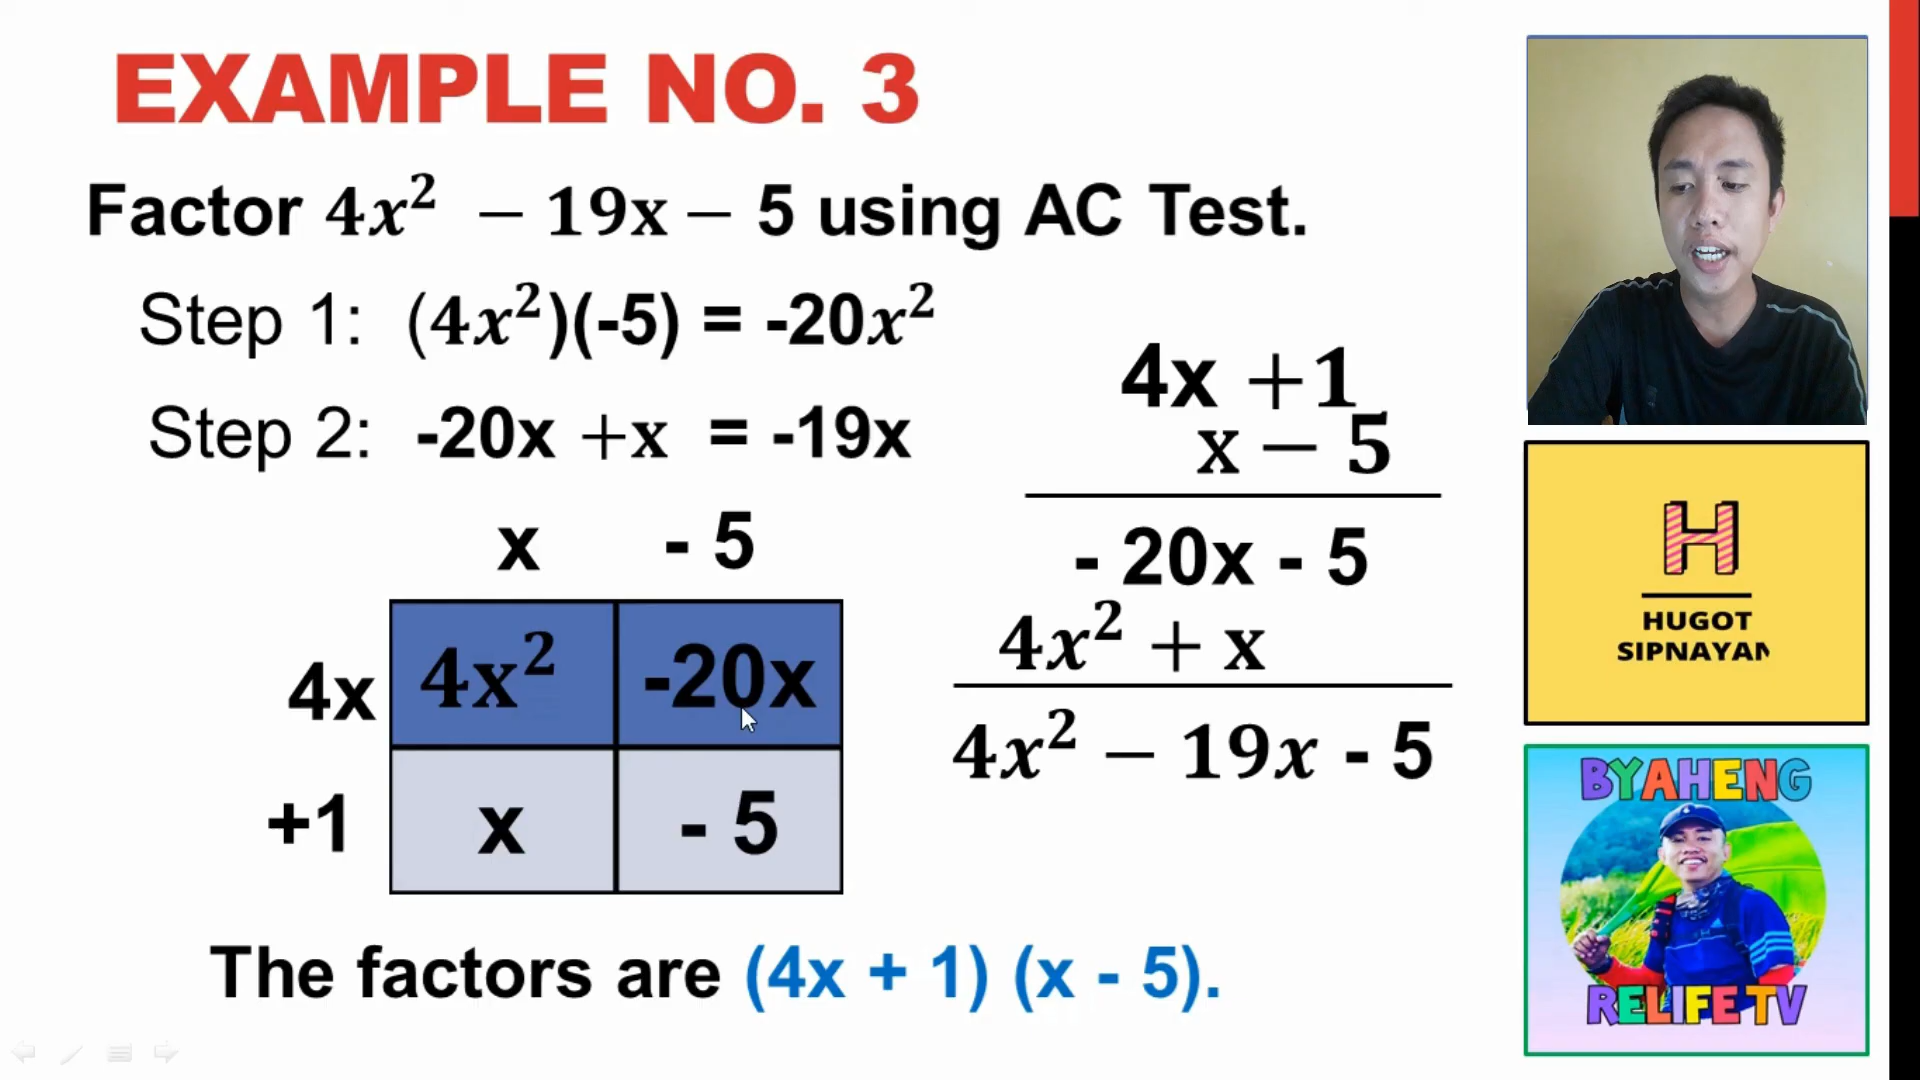 EXAMPLE NO. 3
Factor 4x² − 19x − 5 using AC Test.
Step 1: (4x²)(-5) = -20x²
Step 2: -20x +x = -19x
x - 5
4x 4x² -20x
+1 x - 5
4x +1
x − 5
- 20x - 5
4x² + x
4x² − 19x - 5
The factors are (4x + 1) (x - 5).
H
HUGOT
SIPNAYAN
BYAHENG
RELIFE TV